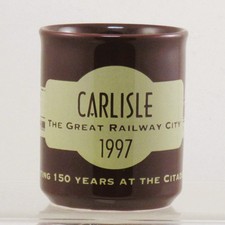 CARLISLE
THE GREAT RAILWAY CITY
1997
150 YEARS AT THE